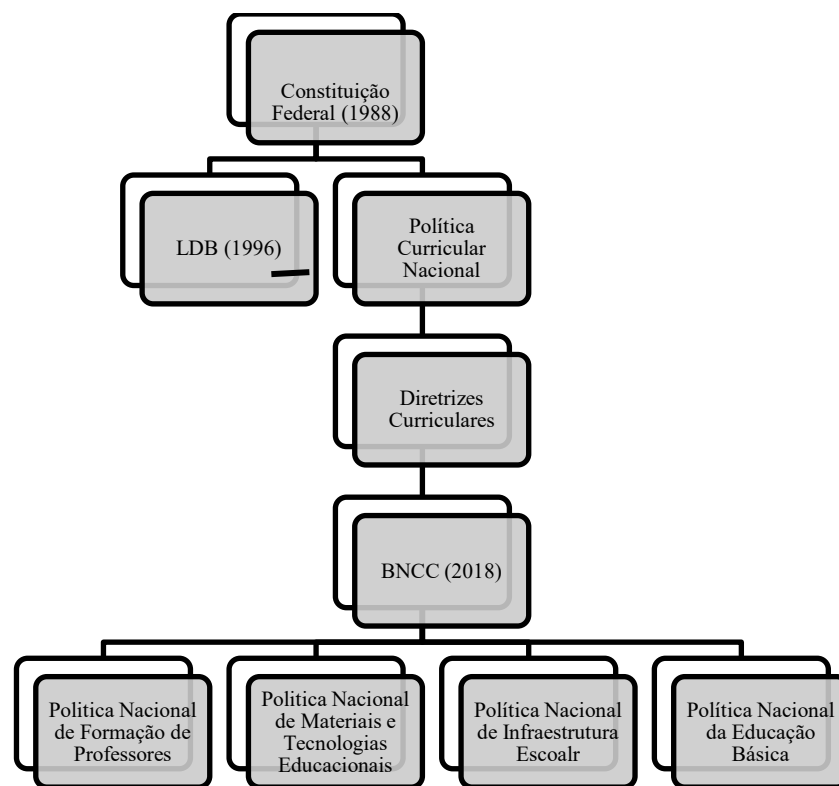 Constituição
Federal (1988)
LDB (1996)
Política
Curricular
Nacional
Diretrizes
Curriculares
BNCC (2018)
Politica Nacional
de Formação de
Professores
Politica Nacional
de Materiais e
Tecnologias
Educacionais
Política Nacional
de Infraestrutura
Escoalr
Política Nacional
da Educação
Básica